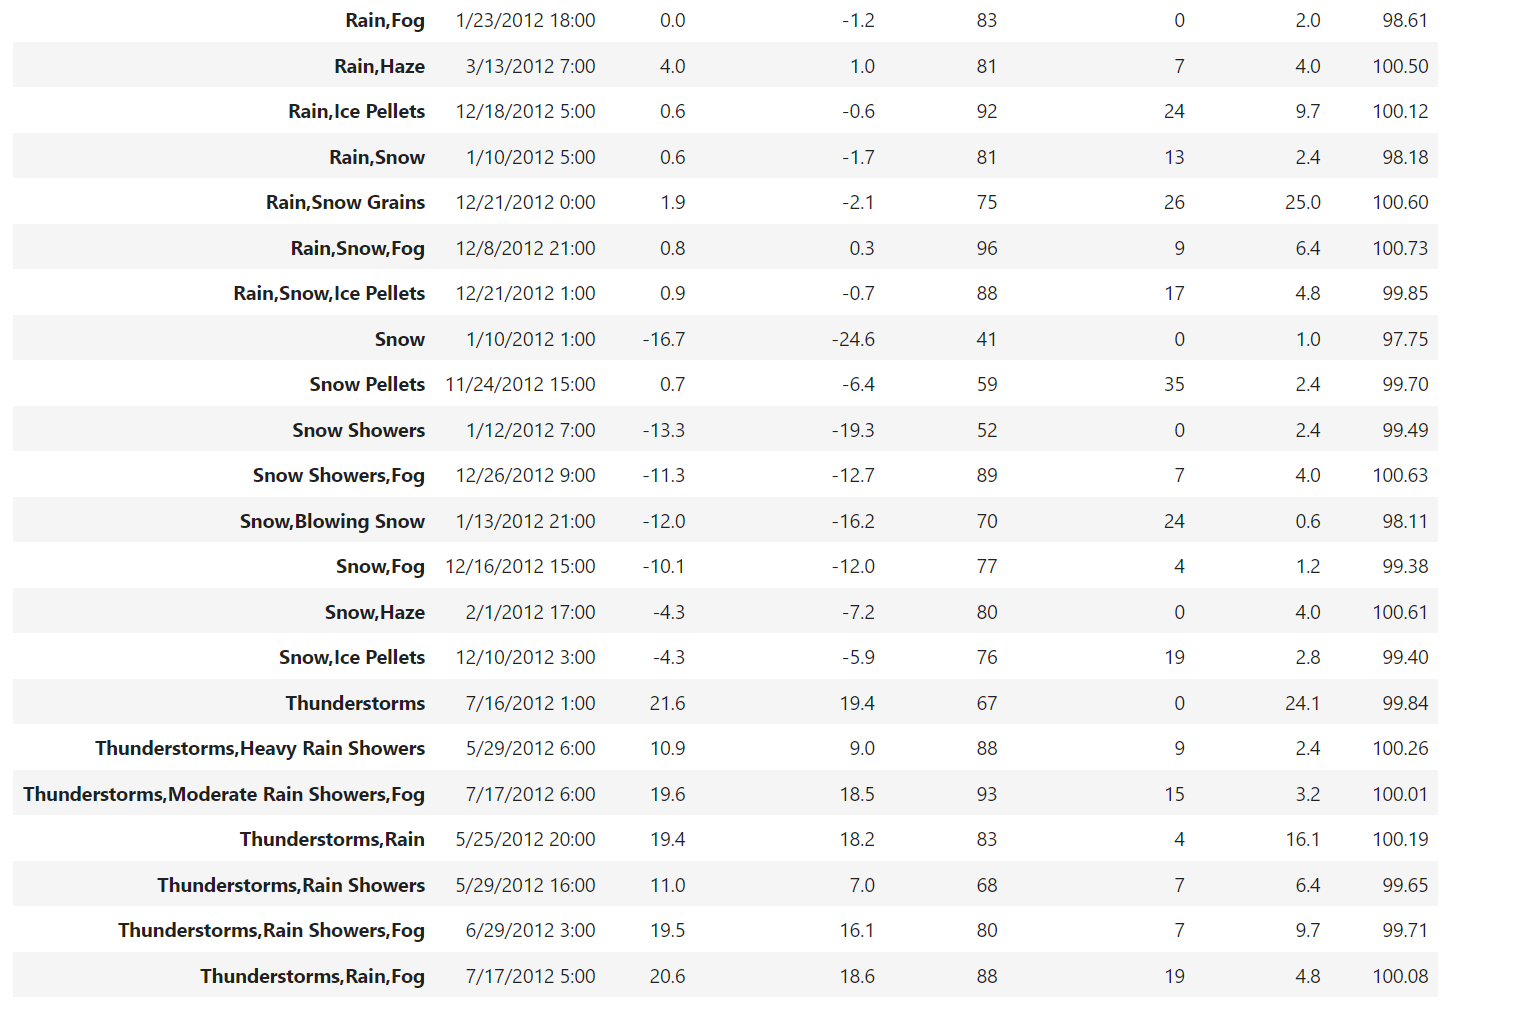 Rain,Fog 1/23/2012 18:00 0.0 -1.2 83 0 2.0 98.61
Rain,Haze 3/13/2012 7:00 4.0 1.0 81 7 4.0 100.50
Rain,Ice Pellets 12/18/2012 5:00 0.6 -0.6 92 24 9.7 100.12
Rain,Snow 1/10/2012 5:00 0.6 -1.7 81 13 2.4 98.18
Rain,Snow Grains 12/21/2012 0:00 1.9 -2.1 75 26 25.0 100.60
Rain,Snow,Fog 12/8/2012 21:00 0.8 0.3 96 9 6.4 100.73
Rain,Snow,Ice Pellets 12/21/2012 1:00 0.9 -0.7 88 17 4.8 99.85
Snow 1/10/2012 1:00 -16.7 -24.6 41 0 1.0 97.75
Snow Pellets 11/24/2012 15:00 0.7 -6.4 59 35 2.4 99.70
Snow Showers 1/12/2012 7:00 -13.3 -19.3 52 0 2.4 99.49
Snow Showers,Fog 12/26/2012 9:00 -11.3 -12.7 89 7 4.0 100.63
Snow,Blowing Snow 1/13/2012 21:00 -12.0 -16.2 70 24 0.6 98.11
Snow,Fog 12/16/2012 15:00 -10.1 -12.0 77 4 1.2 99.38
Snow,Haze 2/1/2012 17:00 -4.3 -7.2 80 0 4.0 100.61
Snow,Ice Pellets 12/10/2012 3:00 -4.3 -5.9 76 19 2.8 99.40
Thunderstorms 7/16/2012 1:00 21.6 19.4 67 0 24.1 99.84
Thunderstorms,Heavy Rain Showers 5/29/2012 6:00 10.9 9.0 88 9 2.4 100.26
Thunderstorms,Moderate Rain Showers,Fog 7/17/2012 6:00 19.6 18.5 93 15 3.2 100.01
Thunderstorms,Rain 5/25/2012 20:00 19.4 18.2 83 4 16.1 100.19
Thunderstorms,Rain Showers 5/29/2012 16:00 11.0 7.0 68 7 6.4 99.65
Thunderstorms,Rain Showers,Fog 6/29/2012 3:00 19.5 16.1 80 7 9.7 99.71
Thunderstorms,Rain,Fog 7/17/2012 5:00 20.6 18.6 88 19 4.8 100.08